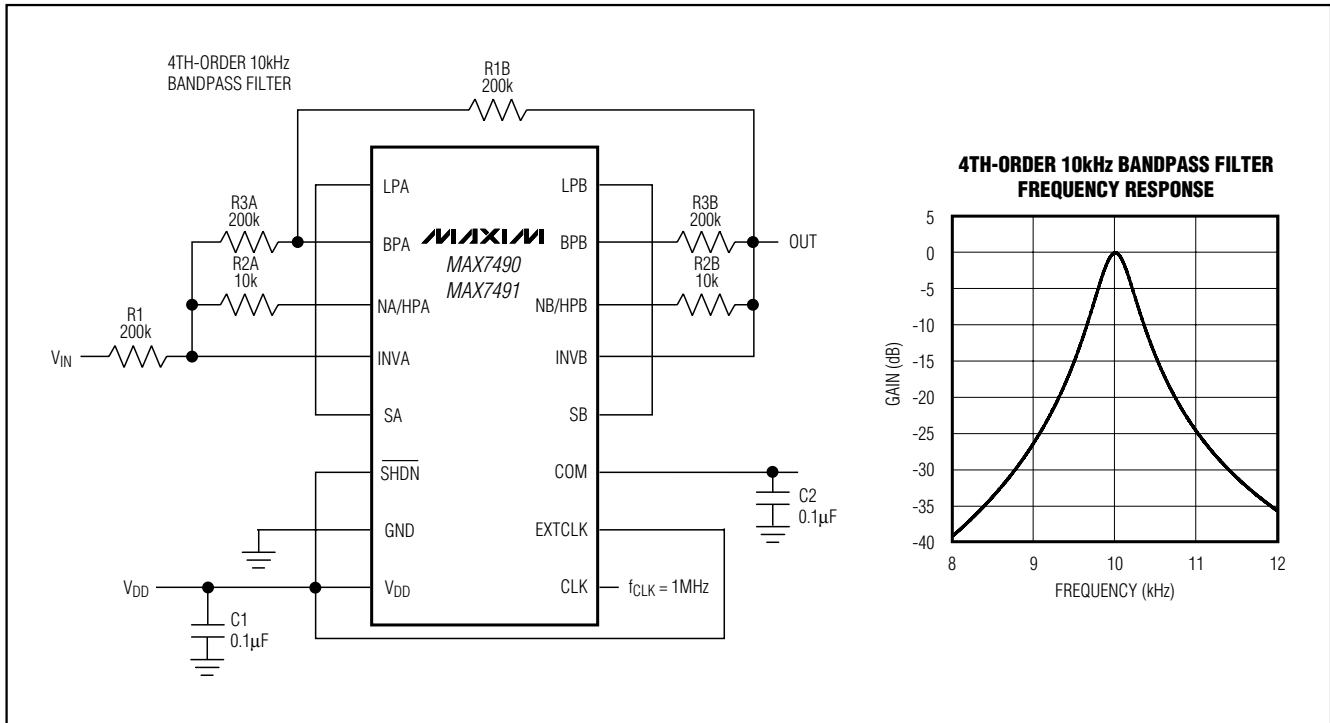 4TH-ORDER 10kHz
BANDPASS FILTER
R1B
200k
R3A
200k
R2A
10k
R1
200k
VIN
LPA
BPA
NA/HPA
INVA
SA
SHDN
GND
VDD
MAXIM
MAX7490
MAX7491
LPB
BPB
NB/HPB
INVB
SB
COM
EXTCLK
CLK
R3B
200k
R2B
10k
OUT
C2
0.1µF
fCLK = 1MHz
VDD
C1
0.1µF
4TH-ORDER 10kHz BANDPASS FILTER
FREQUENCY RESPONSE
GAIN (dB)
5
0
-5
-10
-15
-20
-25
-30
-35
-40
8 9 10 11 12
FREQUENCY (kHz)